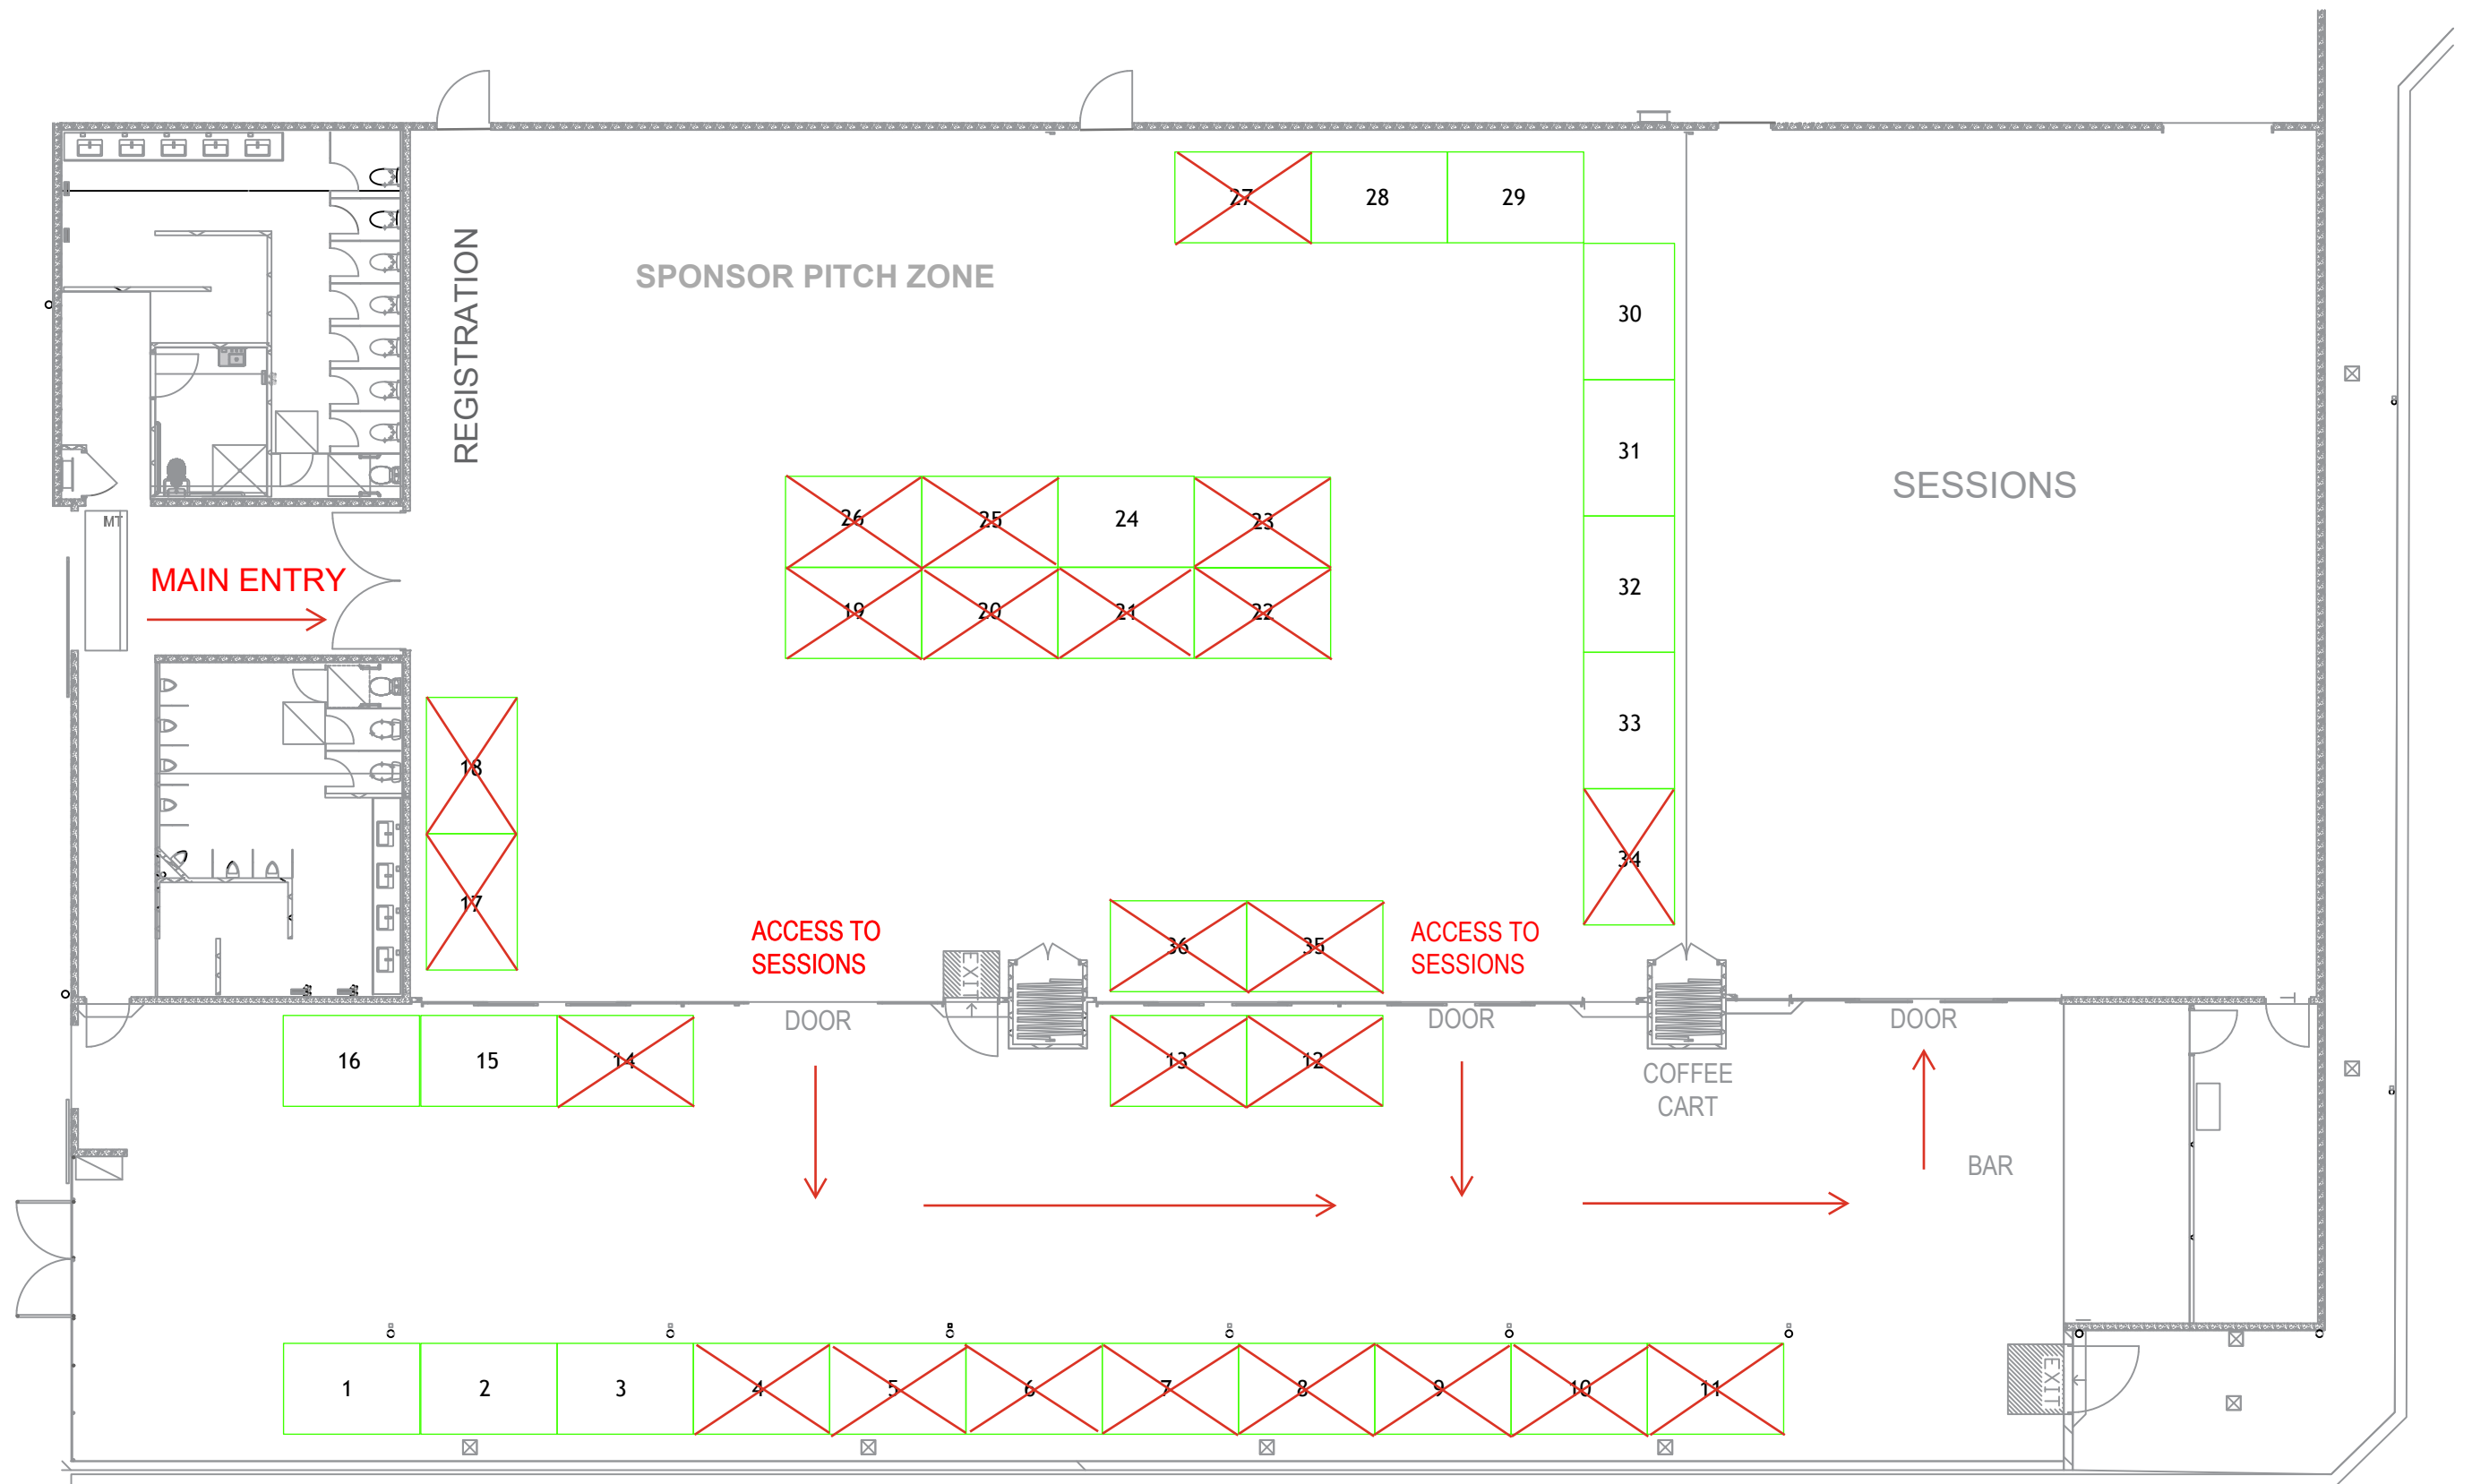 27
28
29
REGISTRATION
SPONSOR PITCH ZONE
30
31
SESSIONS
26
25
24
23
MT
MAIN ENTRY
32
19
20
21
22
33
18
34
17
ACCESS TO
SESSIONS
36
35
ACCESS TO
SESSIONS
EXIT
DOOR
DOOR
DOOR
16
15
14
13
12
COFFEE
CART
BAR
1
2
3
4
5
6
7
8
9
10
11
EXIT